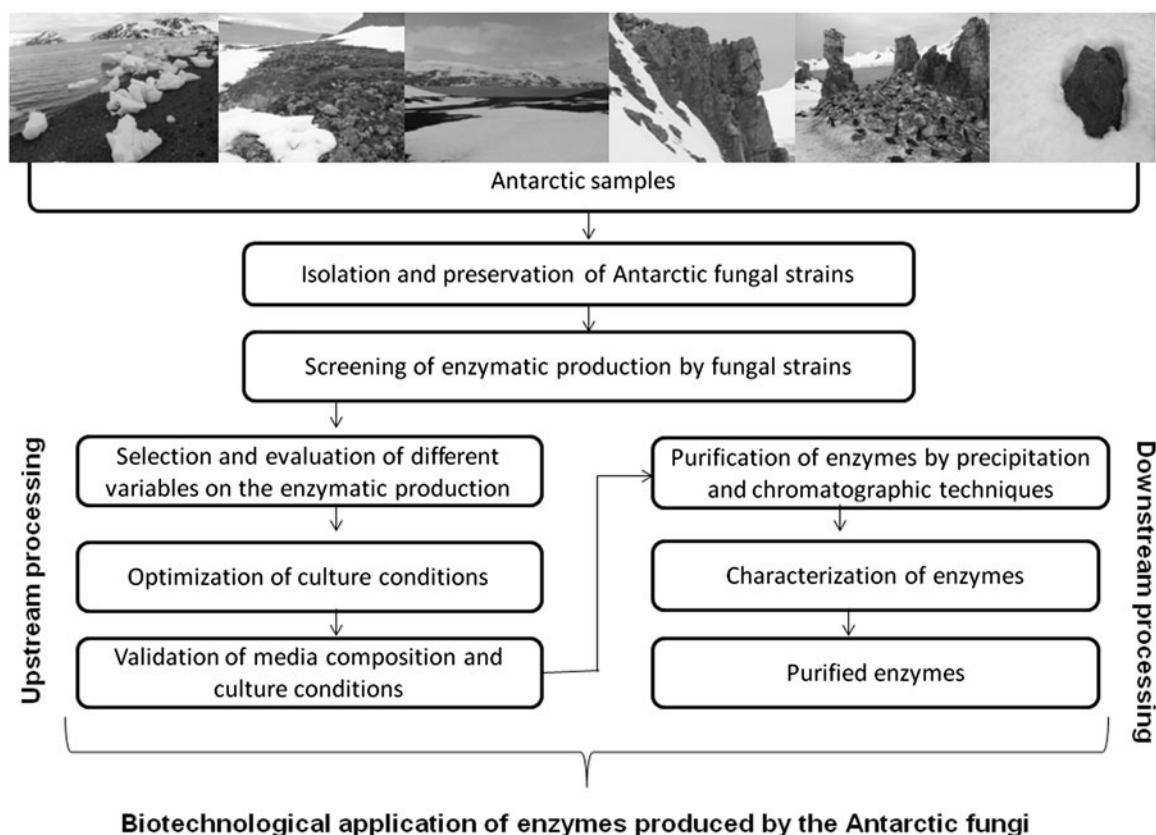 Antarctic samples
Isolation and preservation of Antarctic fungal strains
Screening of enzymatic production by fungal strains
Upstream processing
Selection and evaluation of different
variables on the enzymatic production
Optimization of culture conditions
Validation of media composition and
culture conditions
Purification of enzymes by precipitation
and chromatographic techniques
Characterization of enzymes
Purified enzymes
Downstream processing
Biotechnological application of enzymes produced by the Antarctic fungi